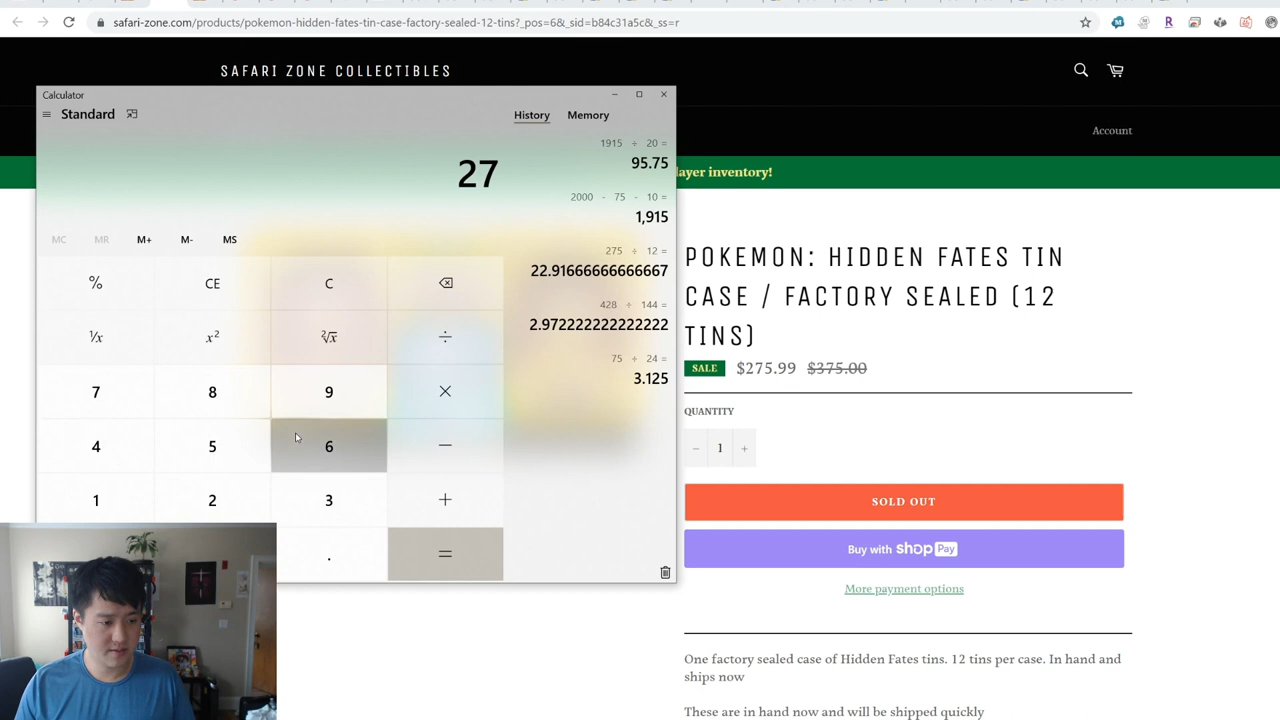 safari-zone.com/products/pokemon-hidden-fates-tin-case-factory-sealed-12-tins?_pos=6&_sid=b84c31a5c&_ss=r
SAFARI ZONE COLLECTIBLES
Account
layer inventory!
Calculator
Standard
History
Memory
27
1915 ÷ 20 =
95.75
2000 - 75 - 10 =
1,915
275 ÷ 12 =
22.91666666666667
428 ÷ 144 =
2.972222222222222
75 ÷ 24 =
3.125
MC MR M+ M- MS
% CE C
⅟x x² ²√x ÷
7 8 9 ×
4 5 6 −
1 2 3 +
. =
POKEMON: HIDDEN FATES TIN
CASE / FACTORY SEALED (12
TINS)
SALE $275.99 $375.00
QUANTITY
− 1 +
SOLD OUT
Buy with shop Pay
More payment options
One factory sealed case of Hidden Fates tins. 12 tins per case. In hand and
ships now
These are in hand now and will be shipped quickly